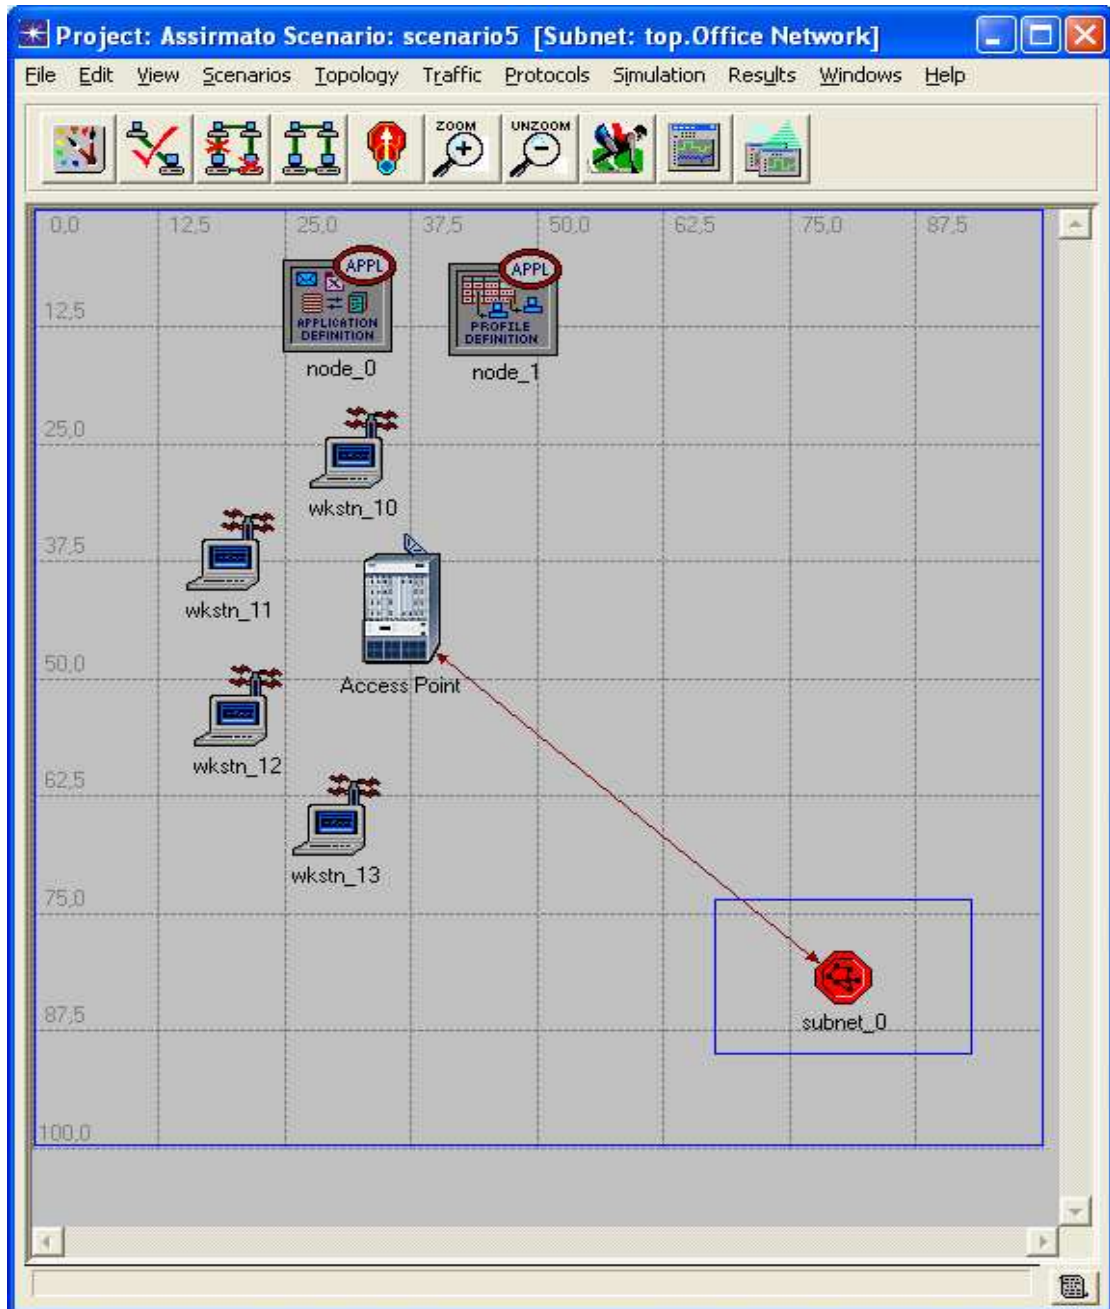 Project: Assirmato Scenario: scenario5 [Subnet: top.Office Network]
File Edit View Scenarios Topology Traffic Protocols Simulation Results Windows Help
ZOOM UNZOOM
0,0 12,5 25,0 37,5 50,0 62,5 75,0 87,5
APPL APPL
12,5
APPLICATION DEFINITION
PROFILE DEFINITION
node_0 node_1
25,0
wkstn_10
37,5
wkstn_11
50,0
Access Point
wkstn_12
62,5
wkstn_13
75,0
87,5
subnet_0
100,0